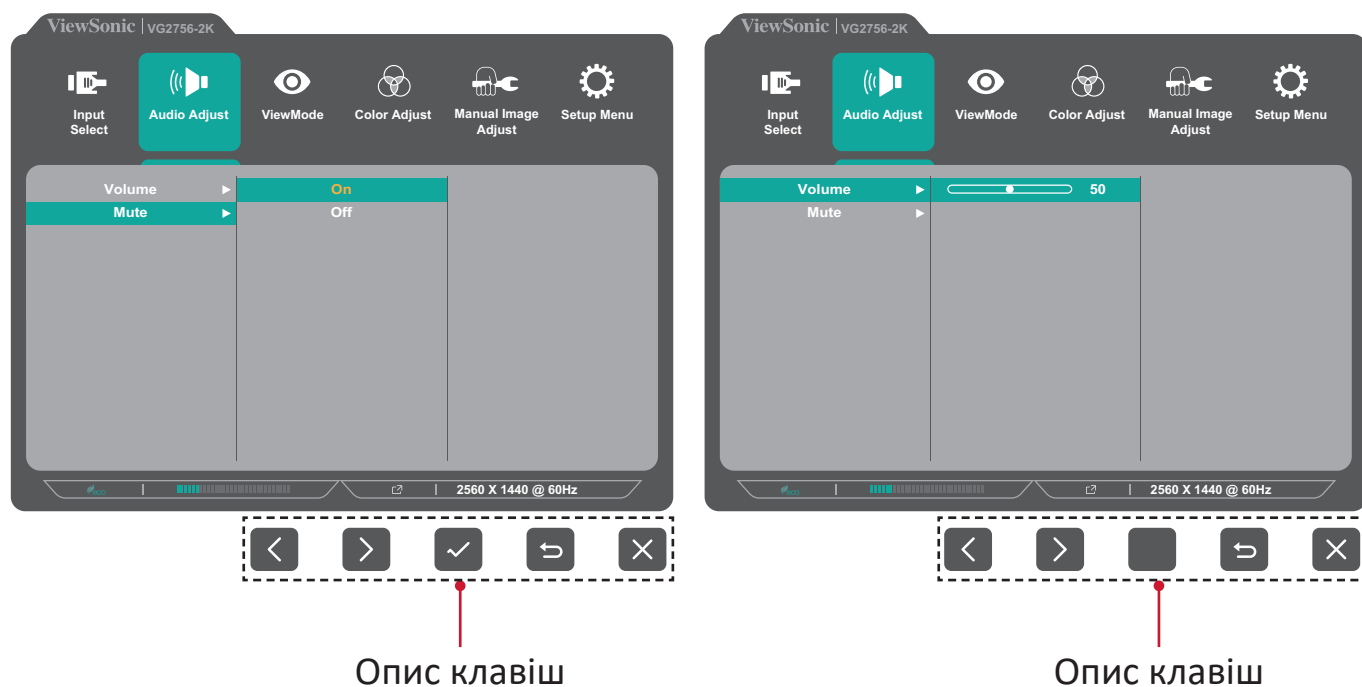 ViewSonic VG2756-2K
Input Select
Audio Adjust
ViewMode
Color Adjust
Manual Image Adjust
Setup Menu
Volume
On
Mute
Off
eco
2560 X 1440 @ 60Hz
Опис клавіш
ViewSonic VG2756-2K
Input Select
Audio Adjust
ViewMode
Color Adjust
Manual Image Adjust
Setup Menu
Volume
50
Mute
eco
2560 X 1440 @ 60Hz
Опис клавіш